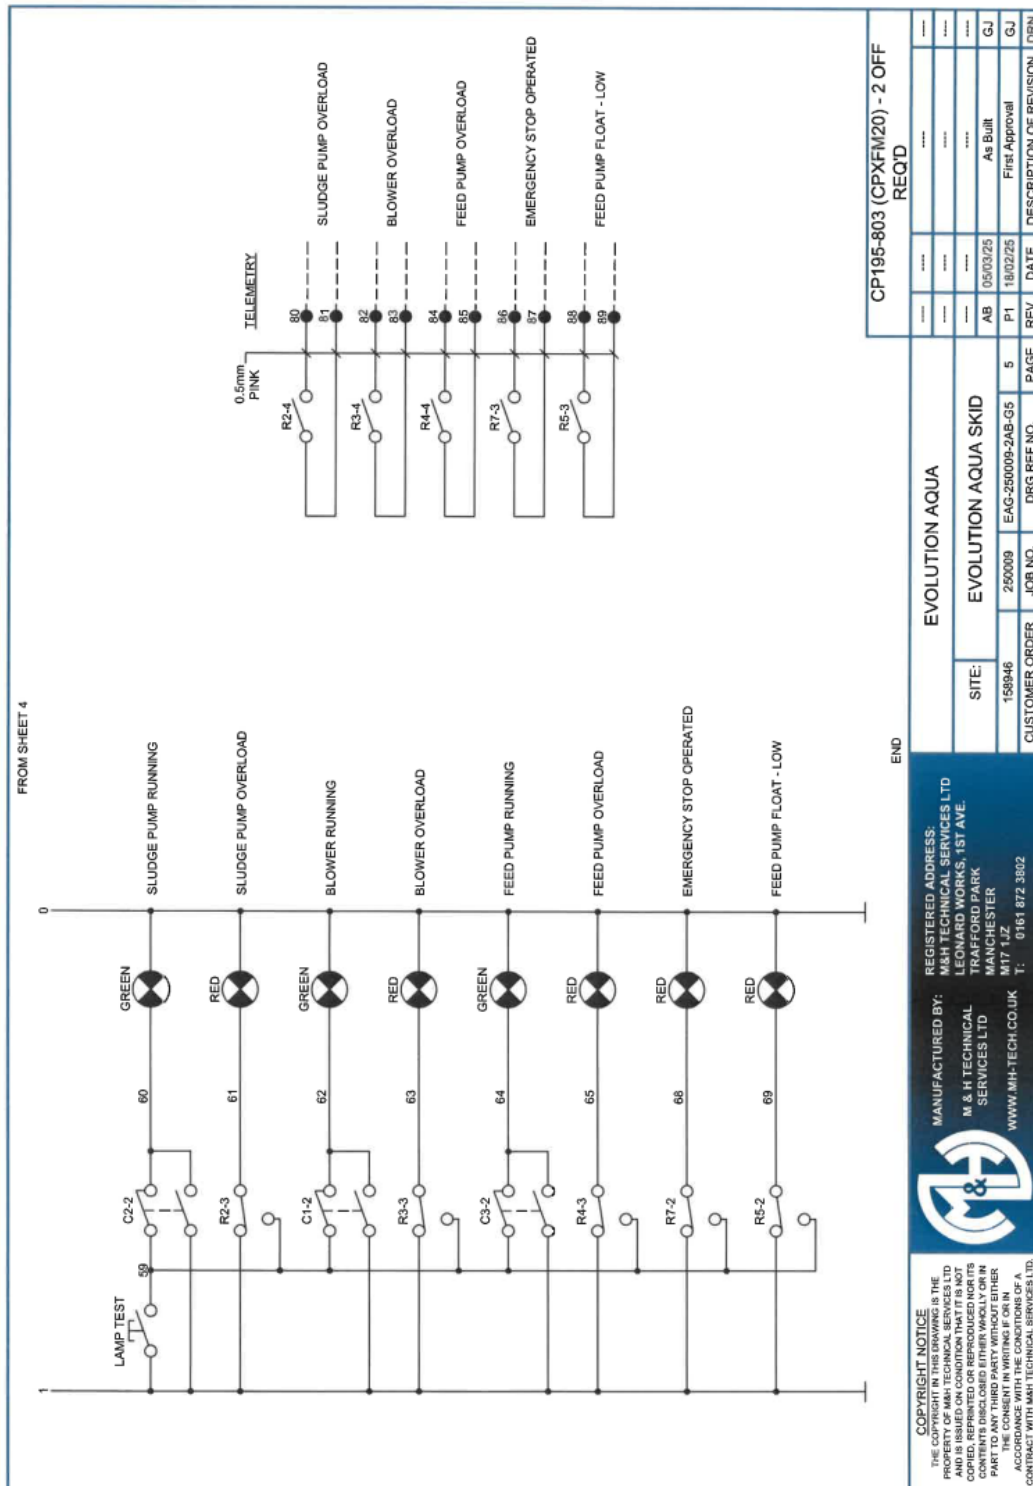 FROM SHEET 4
1
0
LAMP TEST
59
C2-2
60
GREEN
SLUDGE PUMP RUNNING
R2-3
61
RED
SLUDGE PUMP OVERLOAD
C1-2
62
GREEN
BLOWER RUNNING
R3-3
63
RED
BLOWER OVERLOAD
C3-2
64
GREEN
FEED PUMP RUNNING
R4-3
65
RED
FEED PUMP OVERLOAD
R7-2
68
RED
EMERGENCY STOP OPERATED
R5-2
69
RED
FEED PUMP FLOAT - LOW
END
0.5mm
PINK
TELEMETRY
R2-4
80
81
SLUDGE PUMP OVERLOAD
R3-4
82
83
BLOWER OVERLOAD
R4-4
84
85
FEED PUMP OVERLOAD
R7-3
86
87
EMERGENCY STOP OPERATED
R5-3
88
89
FEED PUMP FLOAT - LOW
COPYRIGHT NOTICE
THE COPYRIGHT IN THIS DRAWING IS THE
PROPERTY OF M&H TECHNICAL SERVICES LTD
AND IS ISSUED ON CONDITION THAT IT IS NOT
COPIED, REPRINTED OR REPRODUCED NOR ITS
CONTENTS DISCLOSED EITHER WHOLLY OR IN
PART TO ANY THIRD PARTY WITHOUT EITHER
THE CONSENT IN WRITING IF OR IN
ACCORDANCE WITH THE CONDITIONS OF A
CONTRACT WITH M&H TECHNICAL SERVICES LTD.
M&H
MANUFACTURED BY:
M & H TECHNICAL
SERVICES LTD
WWW.MH-TECH.CO.UK
REGISTERED ADDRESS:
M&H TECHNICAL SERVICES LTD
LEONARD WORKS, 1ST AVE.
TRAFFORD PARK
MANCHESTER
M17 1JZ
T: 0161 872 3802
EVOLUTION AQUA
SITE: EVOLUTION AQUA SKID
158946 250009 EAG-250009-2AB-G5 5
CUSTOMER ORDER JOB NO. DRG REF NO. PAGE
CP195-803 (CPXFM20) - 2 OFF
REQ'D
---- ---- ---- ----
---- ---- ---- ----
---- ---- ---- ----
AB 05/03/25 As Built GJ
P1 18/02/25 First Approval GJ
REV DATE DESCRIPTION OF REVISION DRN